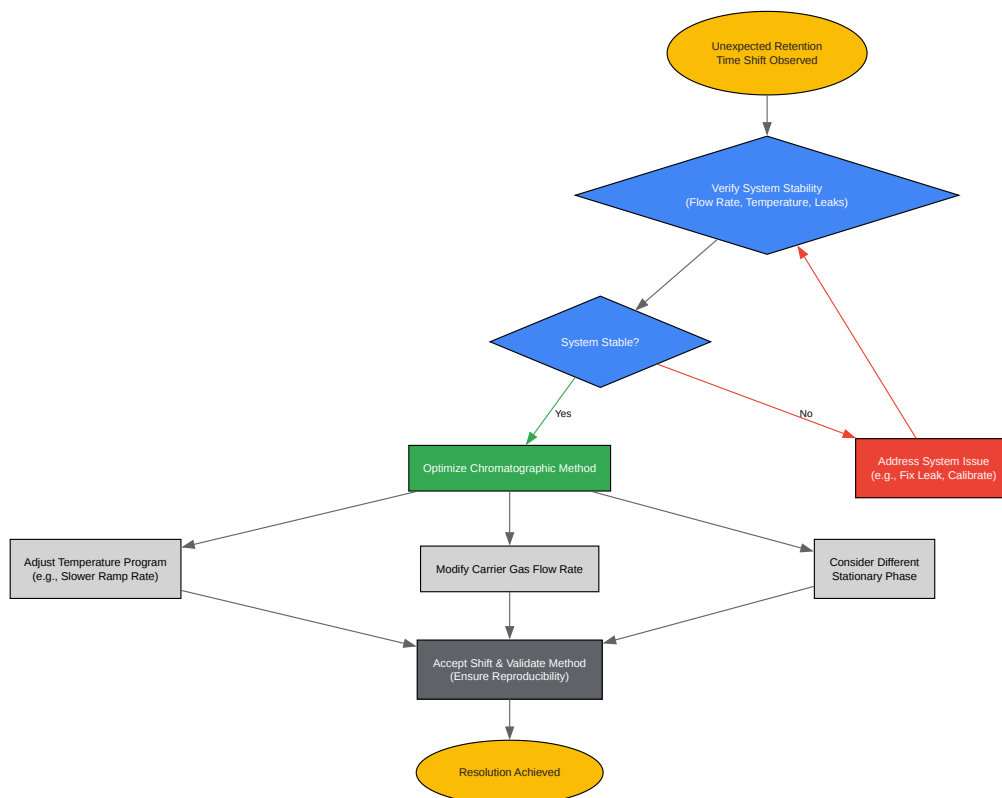 Unexpected Retention
Time Shift Observed
Verify System Stability
(Flow Rate, Temperature, Leaks)
System Stable?
Yes
No
Address System Issue
(e.g., Fix Leak, Calibrate)
Optimize Chromatographic Method
Adjust Temperature Program
(e.g., Slower Ramp Rate)
Modify Carrier Gas Flow Rate
Consider Different
Stationary Phase
Accept Shift & Validate Method
(Ensure Reproducibility)
Resolution Achieved